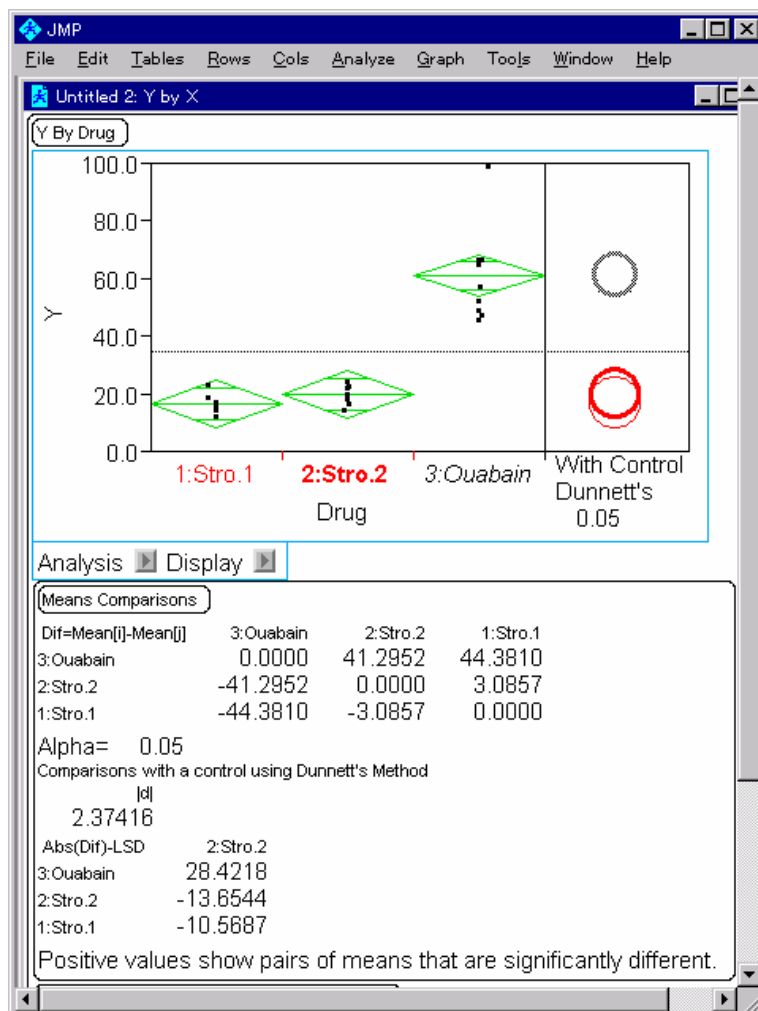 JMP
File Edit Tables Rows Cols Analyze Graph Tools Window Help
Untitled 2: Y by X
Y By Drug
100.0
80.0
60.0
40.0
20.0
0.0
Y
1:Stro.1 2:Stro.2 3:Ouabain
Drug
With Control
Dunnett's
0.05
Analysis Display
Means Comparisons
Dif=Mean[i]-Mean[j] 3:Ouabain 2:Stro.2 1:Stro.1
3:Ouabain 0.0000 41.2952 44.3810
2:Stro.2 -41.2952 0.0000 3.0857
1:Stro.1 -44.3810 -3.0857 0.0000
Alpha= 0.05
Comparisons with a control using Dunnett's Method
|d|
2.37416
Abs(Dif)-LSD 2:Stro.2
3:Ouabain 28.4218
2:Stro.2 -13.6544
1:Stro.1 -10.5687
Positive values show pairs of means that are significantly different.